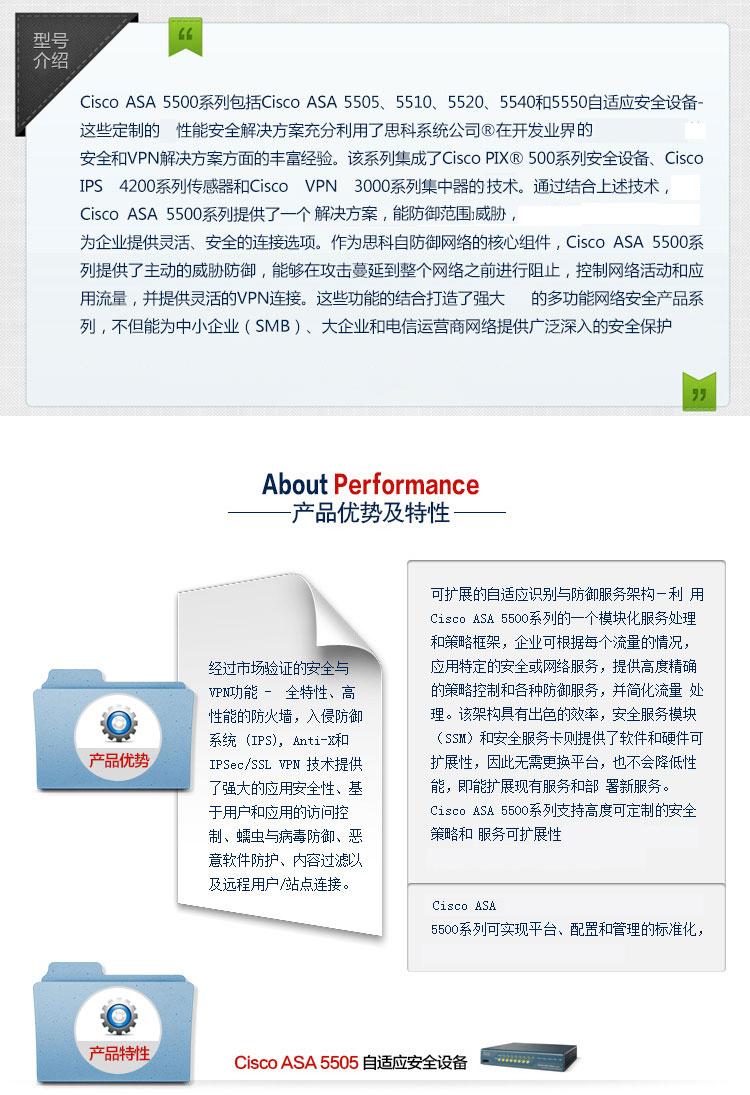 型号
介绍
Cisco ASA 5500系列包括Cisco ASA 5505、5510、5520、5540和5550自适应安全设备-
这些定制的 性能安全解决方案充分利用了思科系统公司®在开发业界的
安全和VPN解决方案方面的丰富经验。该系列集成了Cisco PIX® 500系列安全设备、Cisco
IPS 4200系列传感器和Cisco VPN 3000系列集中器的技术。通过结合上述技术，
Cisco ASA 5500系列提供了一个 解决方案，能防御范围 威胁，
为企业提供灵活、安全的连接选项。作为思科自防御网络的核心组件，Cisco ASA 5500系
列提供了主动的威胁防御，能够在攻击蔓延到整个网络之前进行阻止，控制网络活动和应
用流量，并提供灵活的VPN连接。这些功能的结合打造了强大 的多功能网络安全产品系
列，不但能为中小企业（SMB）、大企业和电信运营商网络提供广泛深入的安全保护
About Performance
产品优势及特性
产品优势
经过市场验证的安全与
VPN功能 - 全特性、高
性能的防火墙，入侵防御
系统 (IPS), Anti-X和
IPSec/SSL VPN 技术提供
了强大的应用安全性、基
于用户和应用的访问控
制、蠕虫与病毒防御、恶
意软件防护、内容过滤以
及远程用户/站点连接。
可扩展的自适应识别与防御服务架构－利 用
Cisco ASA 5500系列的一个模块化服务处理
和策略框架，企业可根据每个流量的情况，
应用特定的安全或网络服务，提供高度精确
的策略控制和各种防御服务，并简化流量 处
理。该架构具有出色的效率，安全服务模块
（SSM）和安全服务卡则提供了软件和硬件可
扩展性，因此无需更换平台，也不会降低性
能，即能扩展现有服务和部 署新服务。
Cisco ASA 5500系列支持高度可定制的安全
策略和 服务可扩展性
Cisco ASA
5500系列可实现平台、配置和管理的标准化，
产品特性
Cisco ASA 5505 自适应安全设备